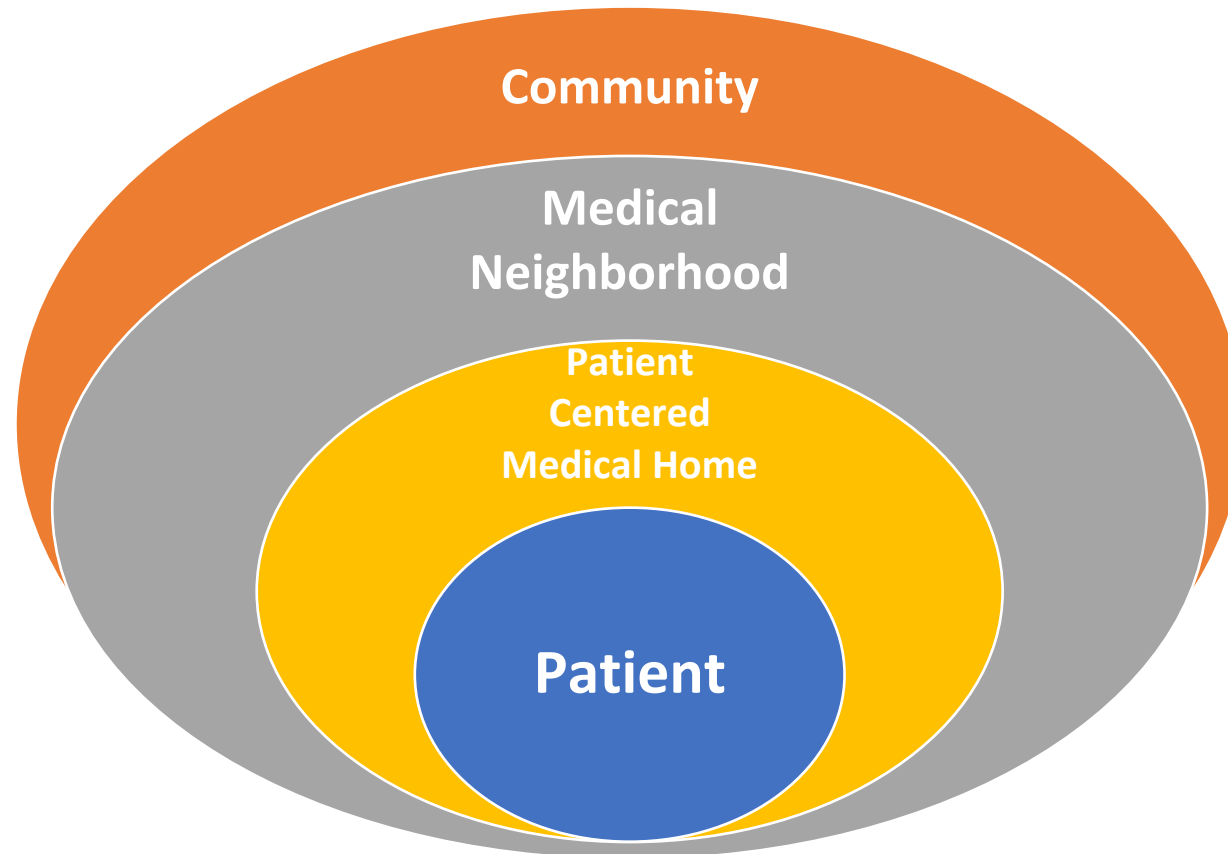 Community
Medical
Neighborhood
Patient
Centered
Medical Home
Patient